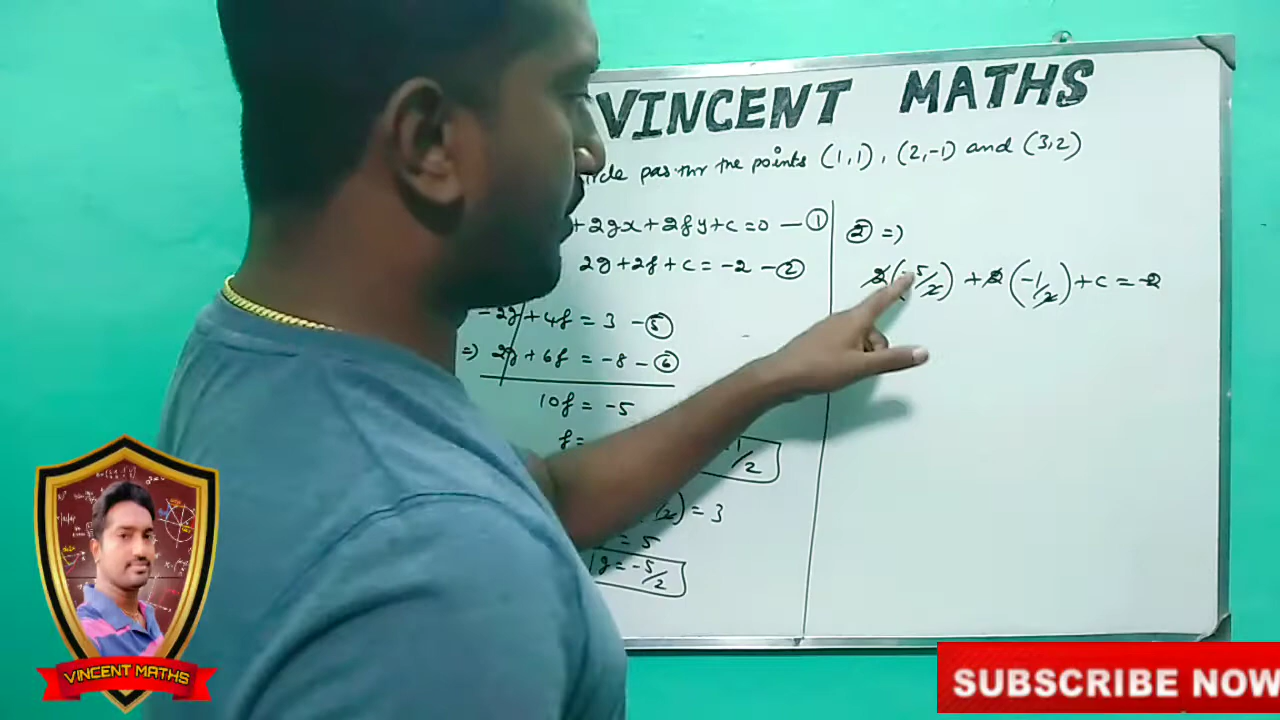 VINCENT MATHS
pas thr the points (1,1), (2,-1) and (3,2)
+ 2gx + 2fy + c = 0 — ①
2g + 2f + c = -2 — ②
-2g + 4f = 3 — ⑤
=) 2g + 6f = -8 — ⑥
10f = -5
f =
1/2
= 3
= 5
g = -5/2
② =)
2(-5/2) + 2(-1/2) + c = -2
VINCENT MATHS
SUBSCRIBE NOW